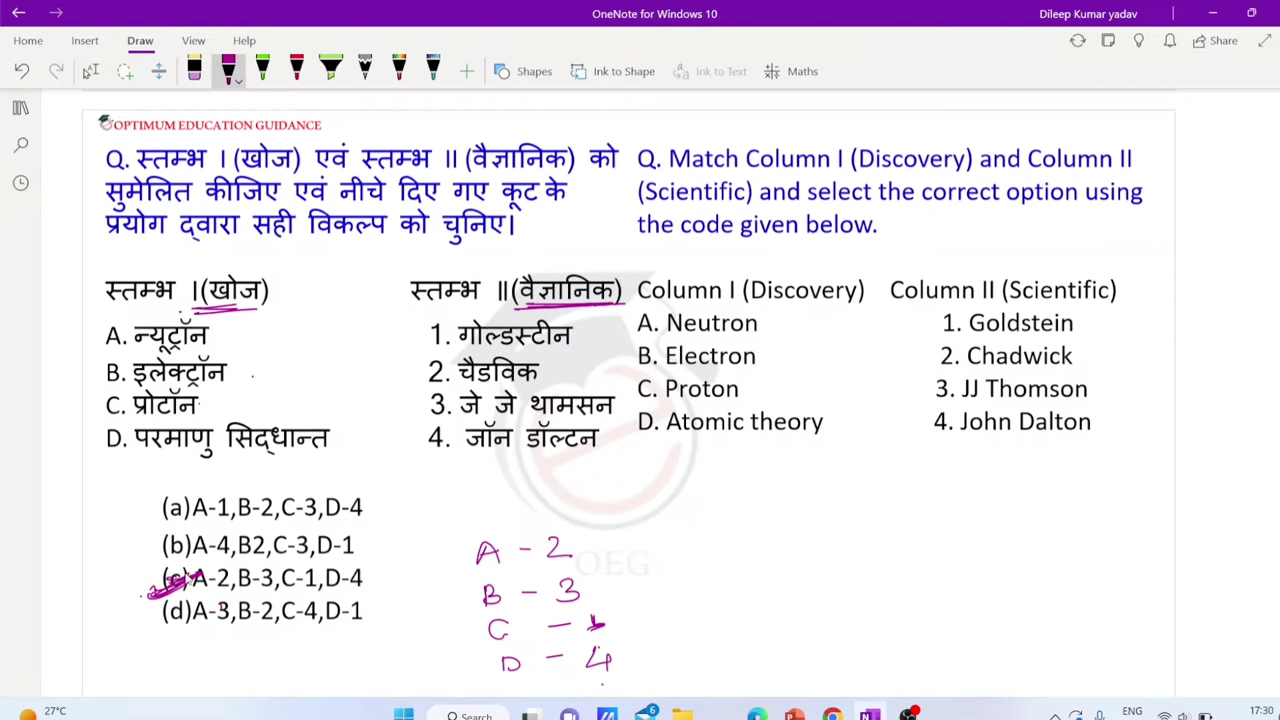 OneNote for Windows 10
Dileep Kumar yadav
Home Insert Draw View Help
Share
Shapes Ink to Shape Ink to Text Maths
OPTIMUM EDUCATION GUIDANCE
Q. स्तम्भ I (खोज) एवं स्तम्भ II (वैज्ञानिक) को
सुमेलित कीजिए एवं नीचे दिए गए कूट के
प्रयोग द्वारा सही विकल्प को चुनिए।
स्तम्भ I(खोज) स्तम्भ II(वैज्ञानिक)
A. न्यूट्रॉन 1. गोल्डस्टीन
B. इलेक्ट्रॉन 2. चैडविक
C. प्रोटॉन 3. जे जे थामसन
D. परमाणु सिद्धान्त 4. जॉन डॉल्टन
(a)A-1,B-2,C-3,D-4
(b)A-4,B2,C-3,D-1
(c)A-2,B-3,C-1,D-4
(d)A-3,B-2,C-4,D-1
Q. Match Column I (Discovery) and Column II
(Scientific) and select the correct option using
the code given below.
Column I (Discovery) Column II (Scientific)
A. Neutron 1. Goldstein
B. Electron 2. Chadwick
C. Proton 3. JJ Thomson
D. Atomic theory 4. John Dalton
A - 2
B - 3
C - 1
D - 4
OEG
27°C
Search
6
ENG
17:30